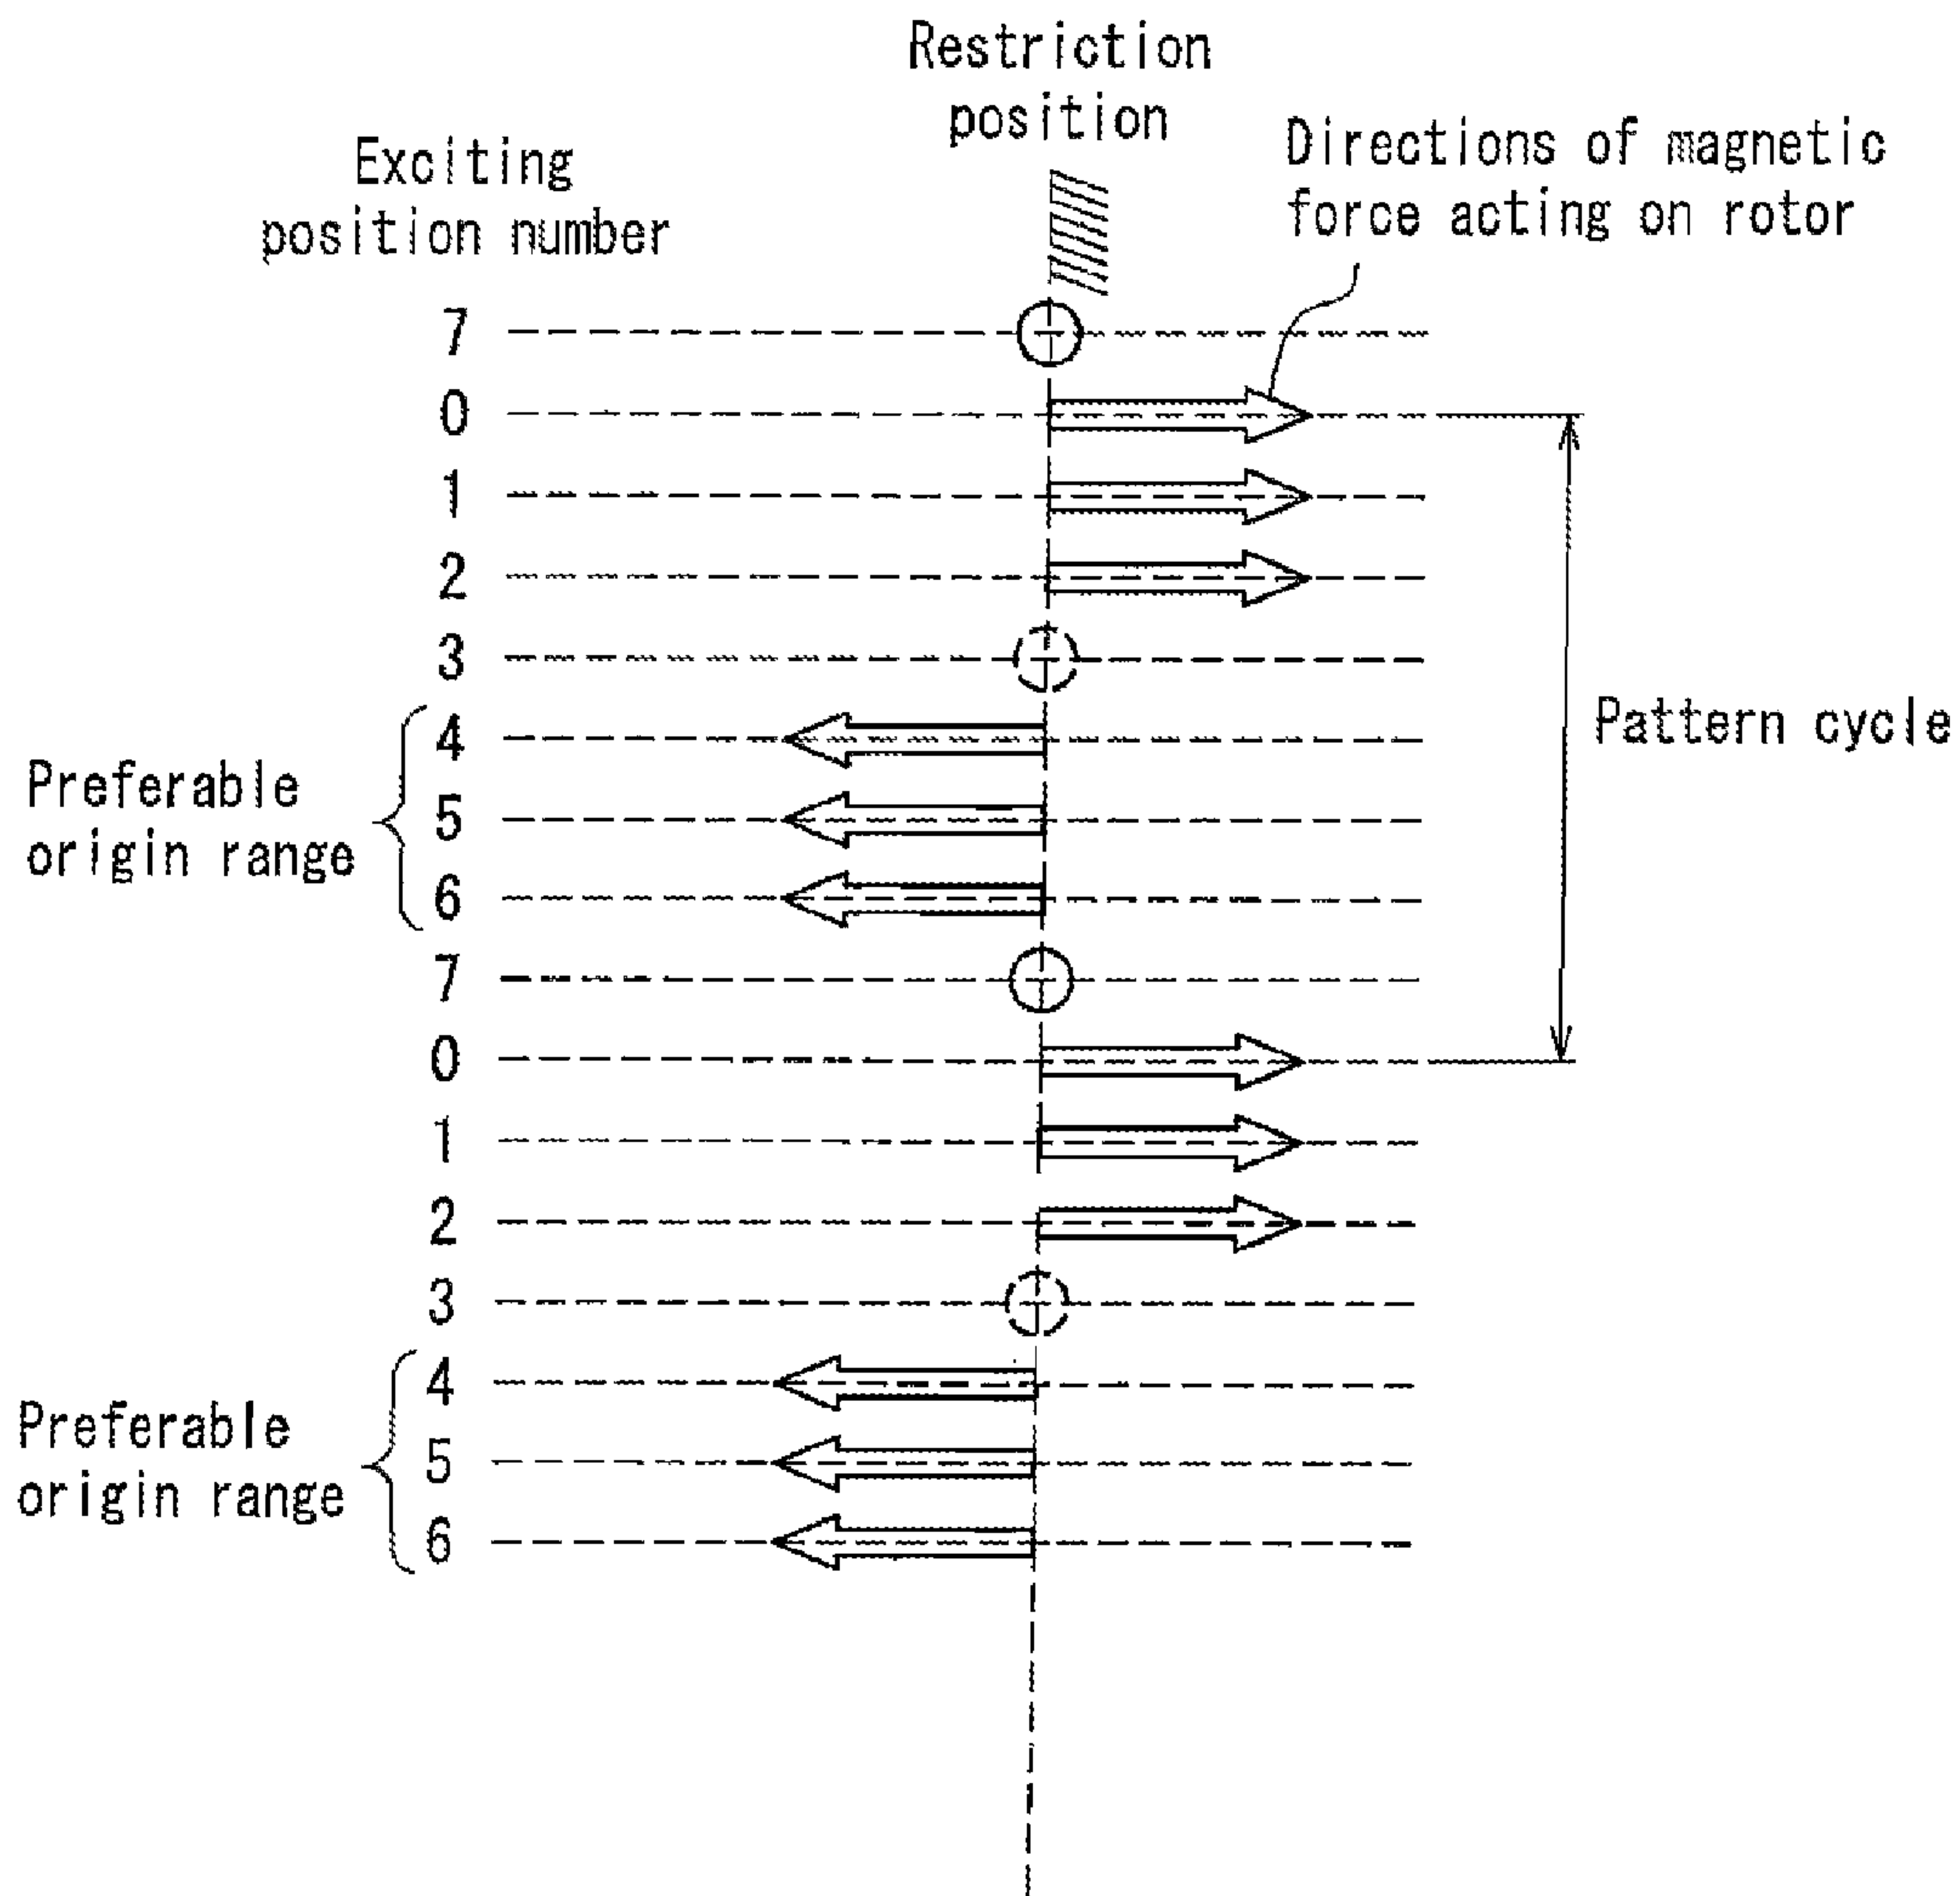 Restriction
position
Exciting
position number
Directions of magnetic
force acting on rotor
7
0
1
2
3
4
5
6
Preferable
origin range
Pattern cycle
7
0
1
2
3
4
5
6
Preferable
origin range